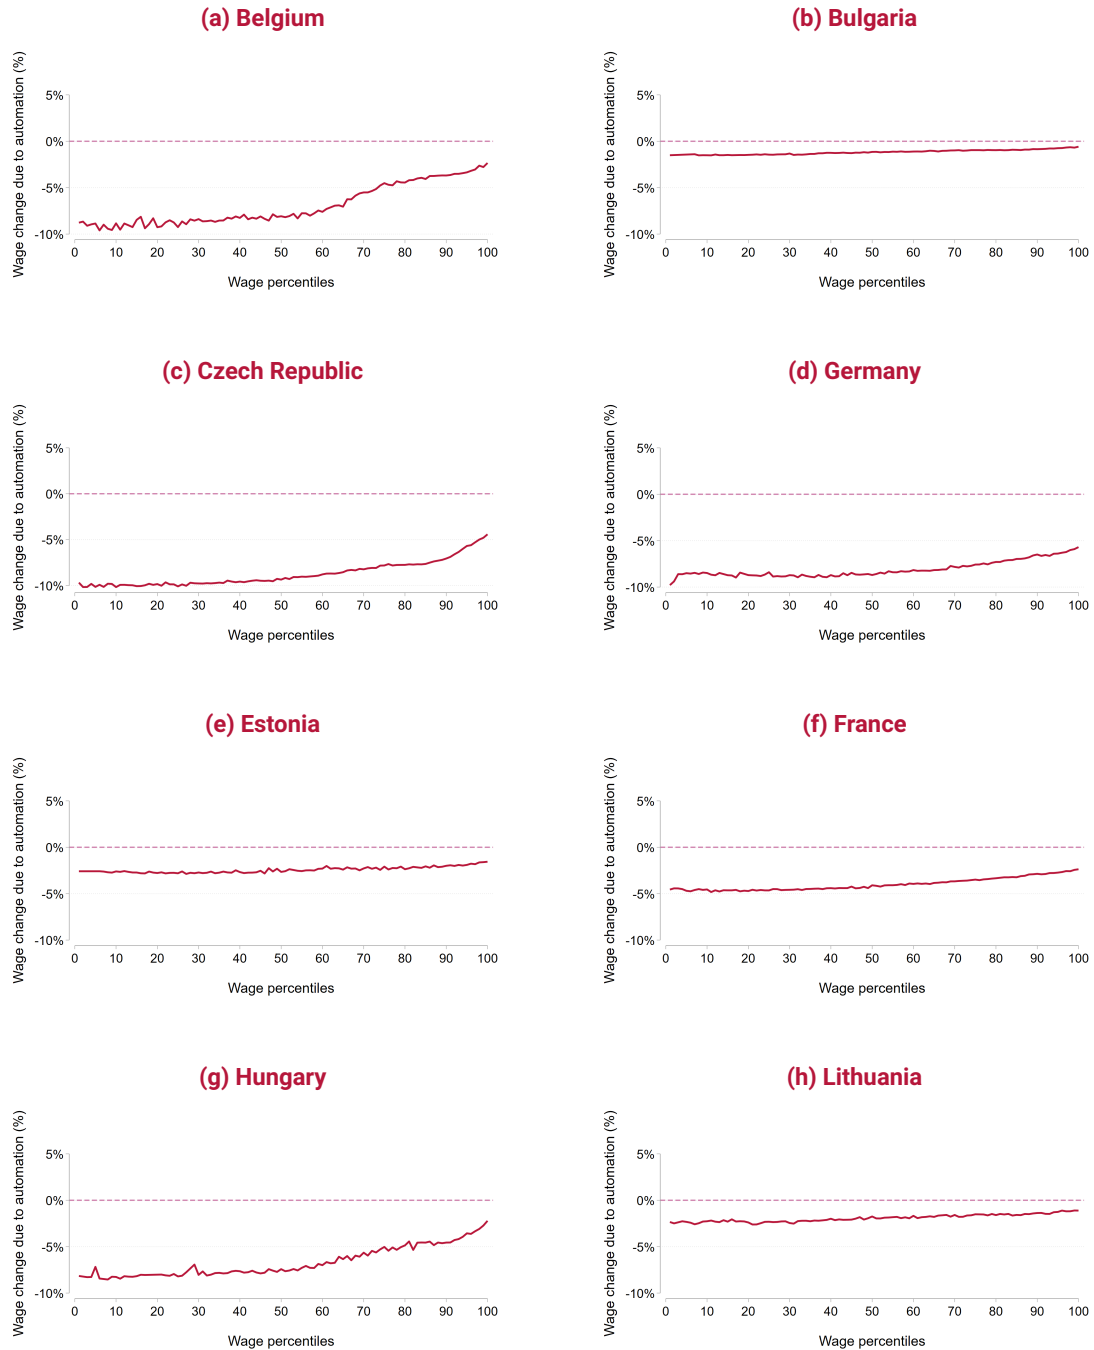 (a) Belgium
Wage change due to automation (%)
5%
0%
-5%
-10%
0 10 20 30 40 50 60 70 80 90 100
Wage percentiles
(b) Bulgaria
Wage change due to automation (%)
5%
0%
-5%
-10%
0 10 20 30 40 50 60 70 80 90 100
Wage percentiles
(c) Czech Republic
Wage change due to automation (%)
5%
0%
-5%
-10%
0 10 20 30 40 50 60 70 80 90 100
Wage percentiles
(d) Germany
Wage change due to automation (%)
5%
0%
-5%
-10%
0 10 20 30 40 50 60 70 80 90 100
Wage percentiles
(e) Estonia
Wage change due to automation (%)
5%
0%
-5%
-10%
0 10 20 30 40 50 60 70 80 90 100
Wage percentiles
(f) France
Wage change due to automation (%)
5%
0%
-5%
-10%
0 10 20 30 40 50 60 70 80 90 100
Wage percentiles
(g) Hungary
Wage change due to automation (%)
5%
0%
-5%
-10%
0 10 20 30 40 50 60 70 80 90 100
Wage percentiles
(h) Lithuania
Wage change due to automation (%)
5%
0%
-5%
-10%
0 10 20 30 40 50 60 70 80 90 100
Wage percentiles